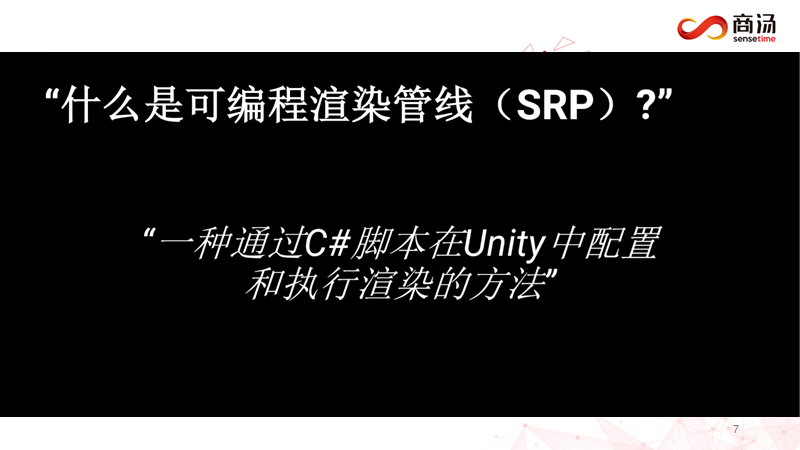 商汤
sensetime
“什么是可编程渲染管线（SRP）?”
“一种通过C#脚本在Unity中配置
和执行渲染的方法”
7